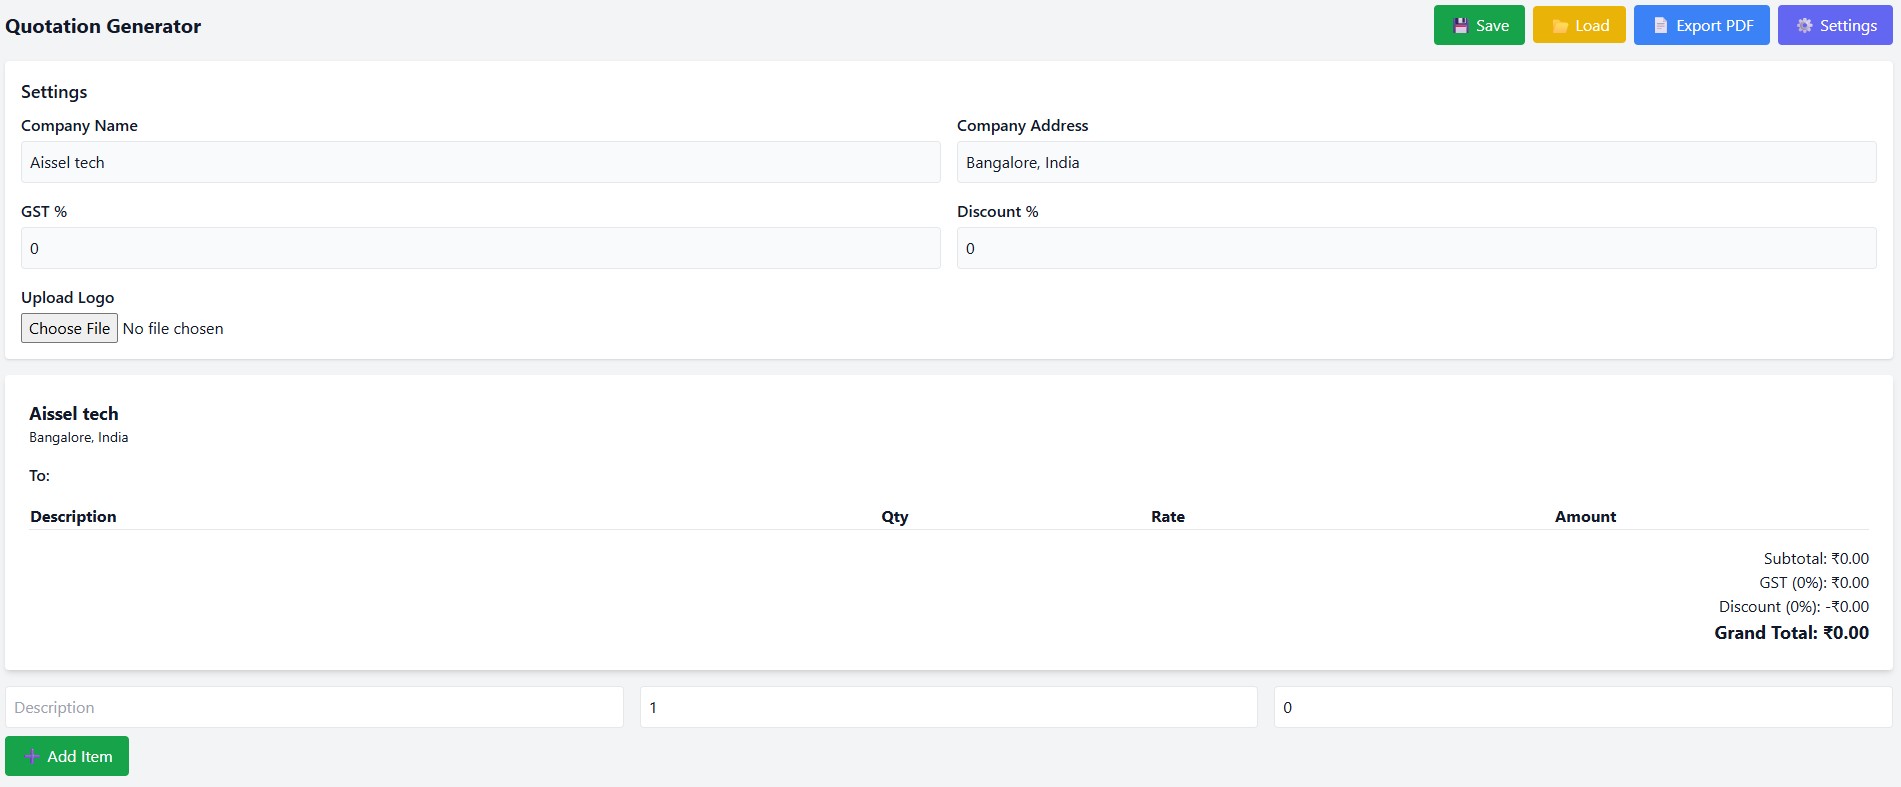 Quotation Generator
Save
Load
Export PDF
Settings
Settings
Company Name
Company Address
Aissel tech
Bangalore, India
GST %
Discount %
0
0
Upload Logo
Choose File No file chosen
Aissel tech
Bangalore, India
To:
Description Qty Rate Amount
Subtotal: ₹0.00
GST (0%): ₹0.00
Discount (0%): -₹0.00
Grand Total: ₹0.00
Description
1
0
Add Item